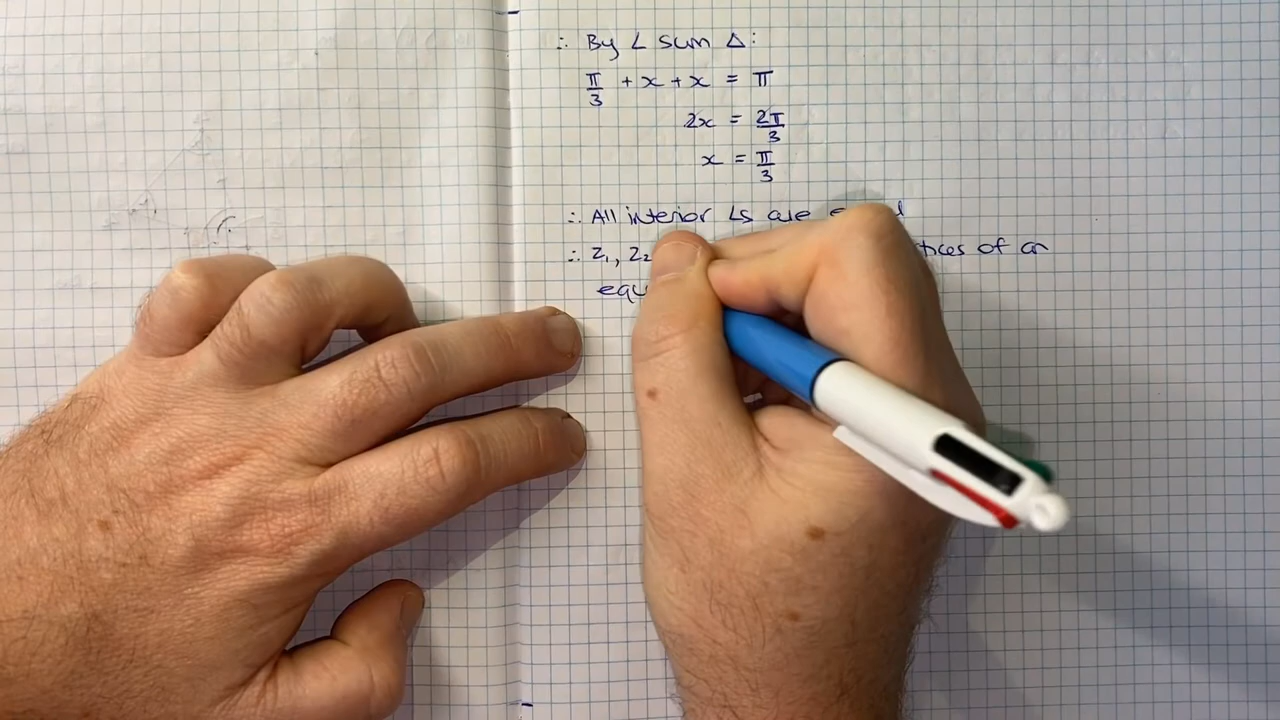 ∴ By ∠ sum Δ:
π/3 + x + x = π
2x = 2π/3
x = π/3
∴ All interior ∠s are
∴ z₁, z₂ of an